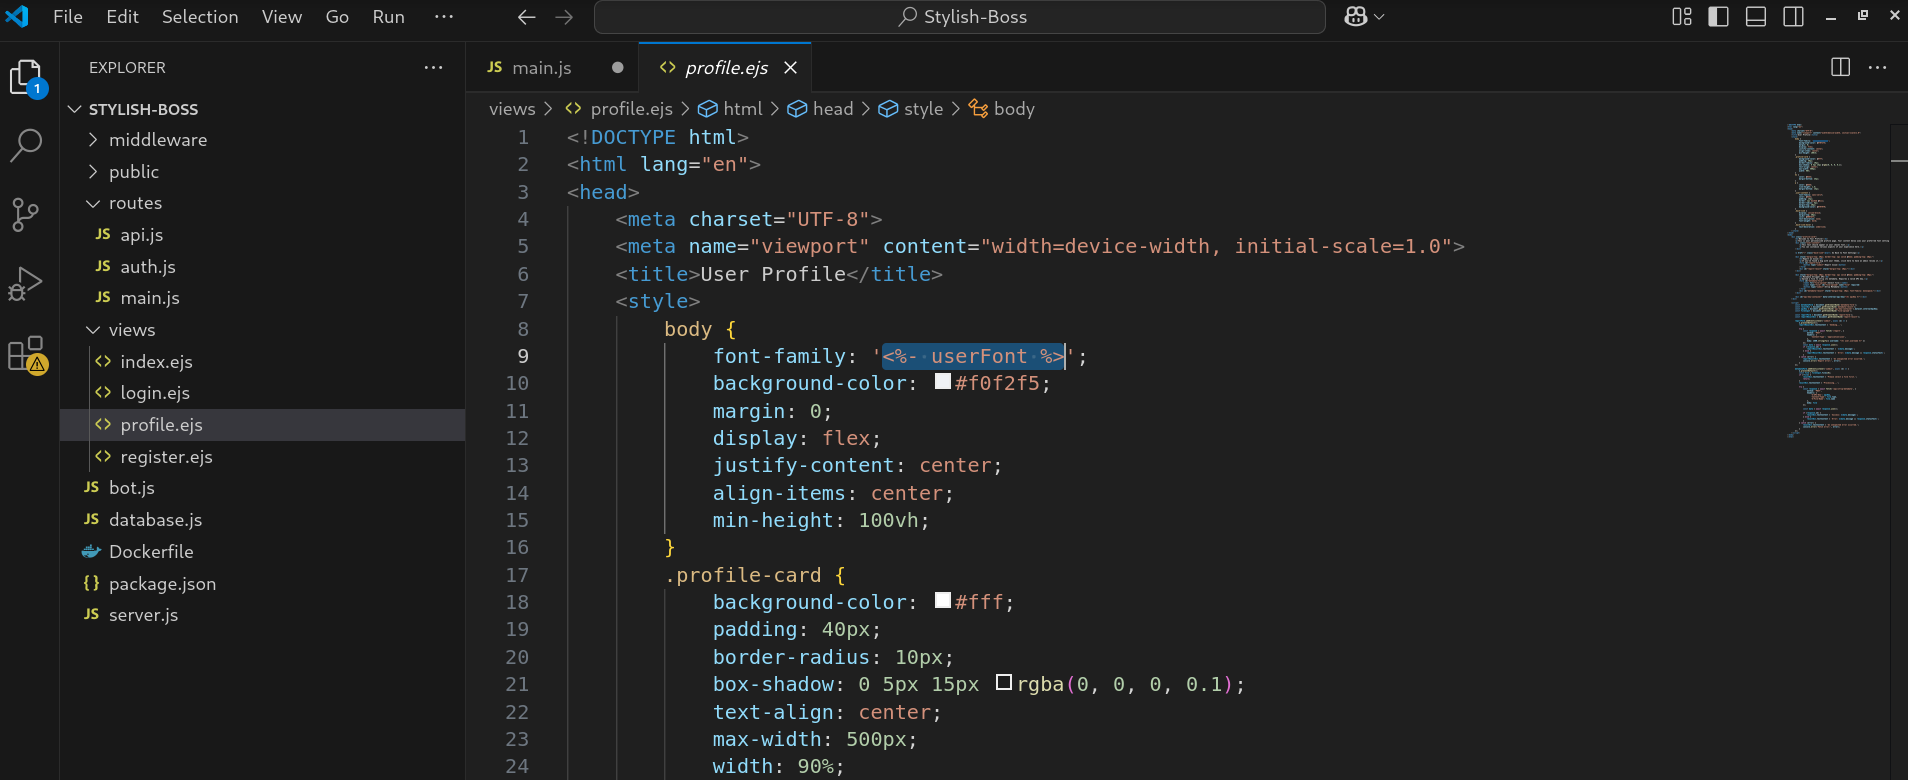 File Edit Selection View Go Run ··· Stylish-Boss
EXPLORER ···
1
STYLISH-BOSS
middleware
public
routes
JS api.js
JS auth.js
JS main.js
views
<> index.ejs
<> login.ejs
<> profile.ejs
<> register.ejs
JS bot.js
JS database.js
Dockerfile
{} package.json
JS server.js
JS main.js ● <> profile.ejs ×
views > <> profile.ejs > html > head > style > body
1 <!DOCTYPE html>
2 <html lang="en">
3 <head>
4 <meta charset="UTF-8">
5 <meta name="viewport" content="width=device-width, initial-scale=1.0">
6 <title>User Profile</title>
7 <style>
8 body {
9 font-family: '<%- userFont %>';
10 background-color: #f0f2f5;
11 margin: 0;
12 display: flex;
13 justify-content: center;
14 align-items: center;
15 min-height: 100vh;
16 }
17 .profile-card {
18 background-color: #fff;
19 padding: 40px;
20 border-radius: 10px;
21 box-shadow: 0 5px 15px rgba(0, 0, 0, 0.1);
22 text-align: center;
23 max-width: 500px;
24 width: 90%;